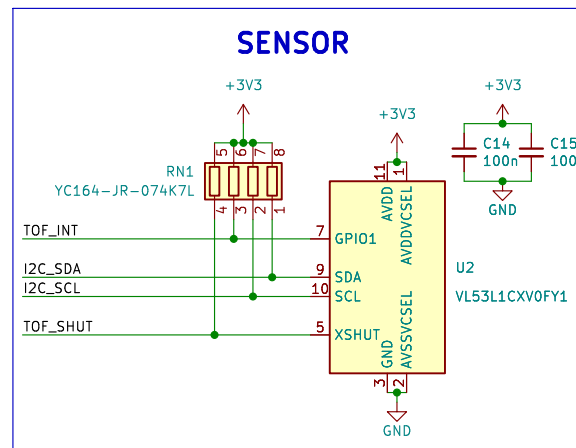 SENSOR
+3V3
+3V3
+3V3
5 6 7 8
RN1
YC164-JR-074K7L
4 3 2 1
C14
100n
C15
100
GND
11 1
AVDD
AVDDVCSEL
TOF_INT
7 GPIO1
I2C_SDA
9 SDA
I2C_SCL
10 SCL
U2
VL53L1CXV0FY1
TOF_SHUT
5 XSHUT
GND
AVSSVCSEL
3 2
GND